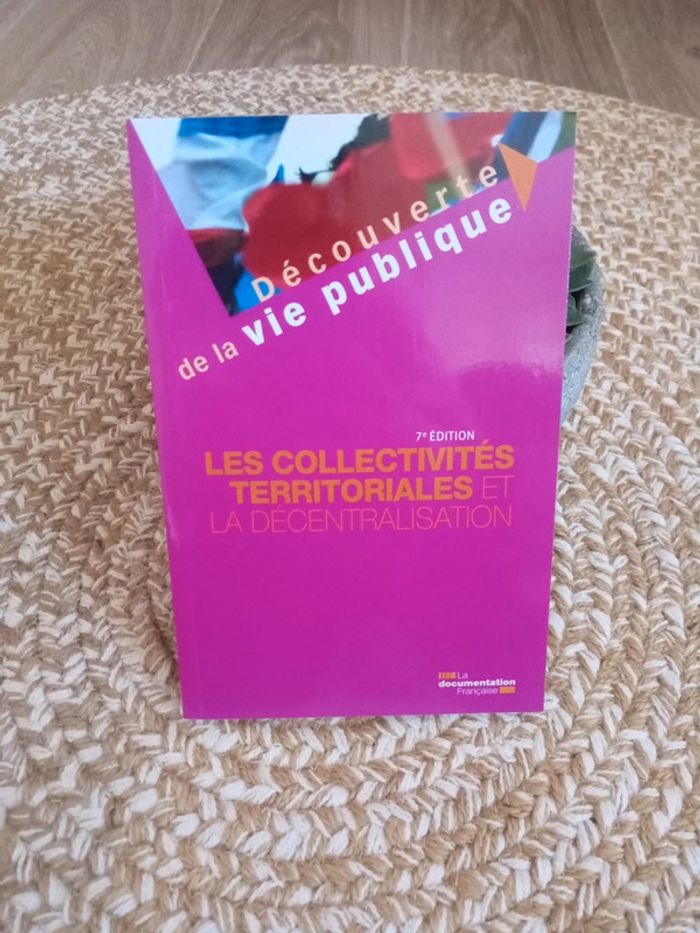 Découverte
de la vie publique
7e ÉDITION
LES COLLECTIVITÉS
TERRITORIALES ET
LA DÉCENTRALISATION
La
documentation
Française